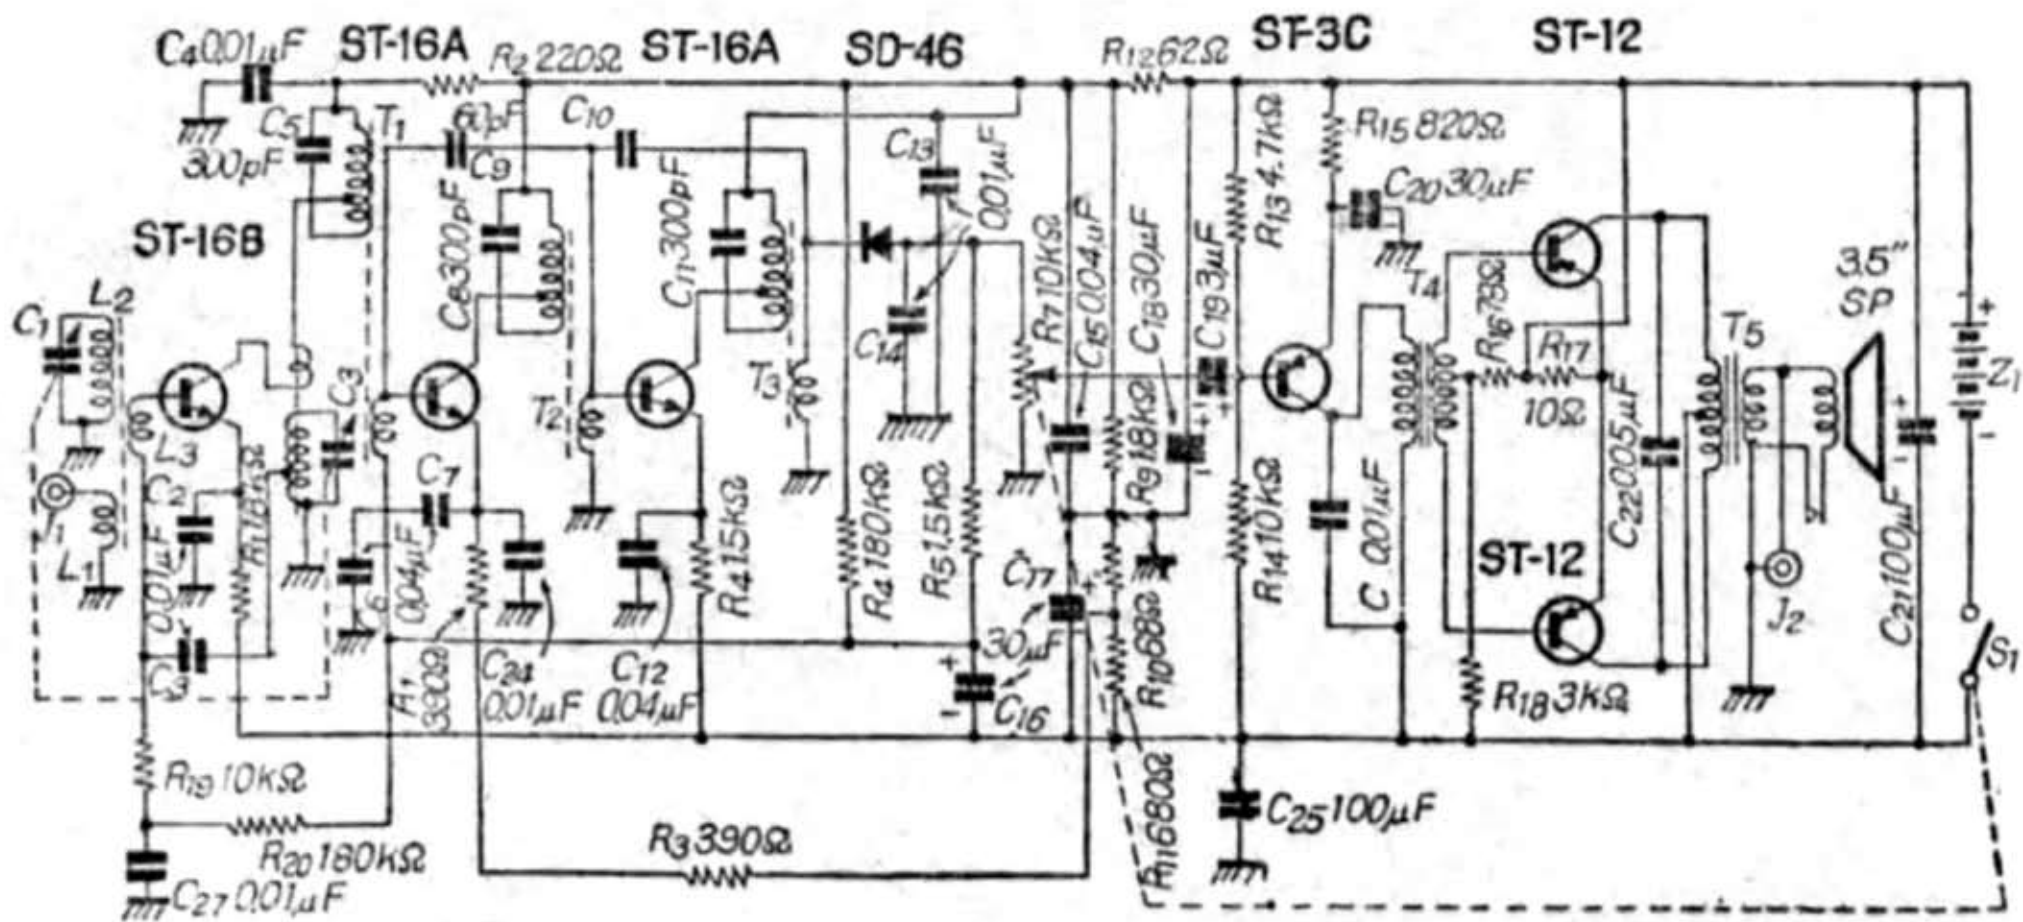 C4 0.01μF
ST-16A
R2 220Ω
ST-16A
SD-46
R12 62Ω
ST-3C
ST-12
C5
300pF
T1
60pF
C9
C10
C13
0.01μF
R13 4.7kΩ
R15 820Ω
C20 30μF
ST-16B
C8 300pF
C11 300pF
C14
R7 10kΩ
C15 0.04μF
C18 30μF
C19 3μF
T4
R16 78Ω
R17
10Ω
3.5"
SP
C1
L2
L3
C3
T2
T3
T5
Z1
+
-
J1
L1
C2
0.01μF
R1 1.8kΩ
C7
0.04μF
C6
R4 1.5kΩ
R4 180kΩ
R5 1.5kΩ
R9 18kΩ
C17
30μF
R10 68Ω
R14 10kΩ
C 0.01μF
ST-12
C22 0.05μF
J2
C21 100μF
S1
390Ω
C24
0.01μF
C12
0.04μF
C16
R18 3kΩ
R19 10kΩ
R20 180kΩ
C27 0.01μF
R3 390Ω
R11 680Ω
C25 100μF